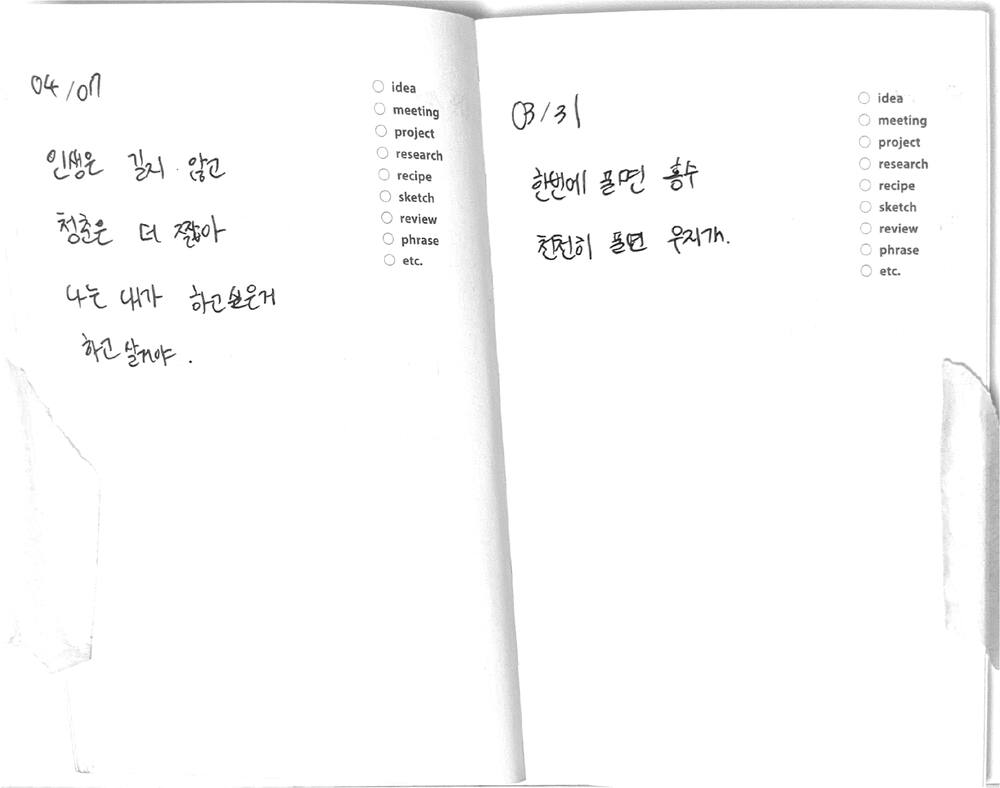 04/07
인생은 길지 않고
청춘은 더 짧아
나는 내가 하고싶은거
하고 살거야.
idea
meeting
project
research
recipe
sketch
review
phrase
etc.
03/31
한번에 풀면 홍수
천천히 풀면 무지개.
idea
meeting
project
research
recipe
sketch
review
phrase
etc.